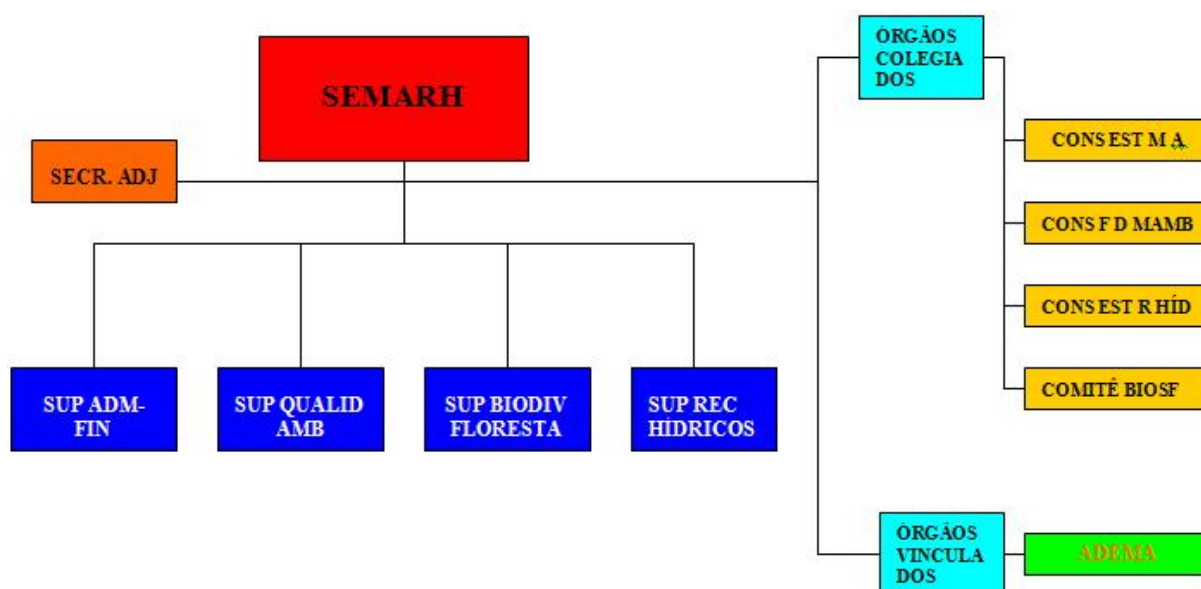 SEMARH
SECR. ADJ
SUP ADM-
FIN
SUP QUALID
AMB
SUP BIODIV
FLORESTA
SUP REC
HÍDRICOS
ÓRGÃOS
COLEGIA
DOS
CONS EST M A
CONS F D MAMB
CONS EST R HÍD
COMITÊ BIOSF
ÓRGÃOS
VINCULA
DOS
ADEMA